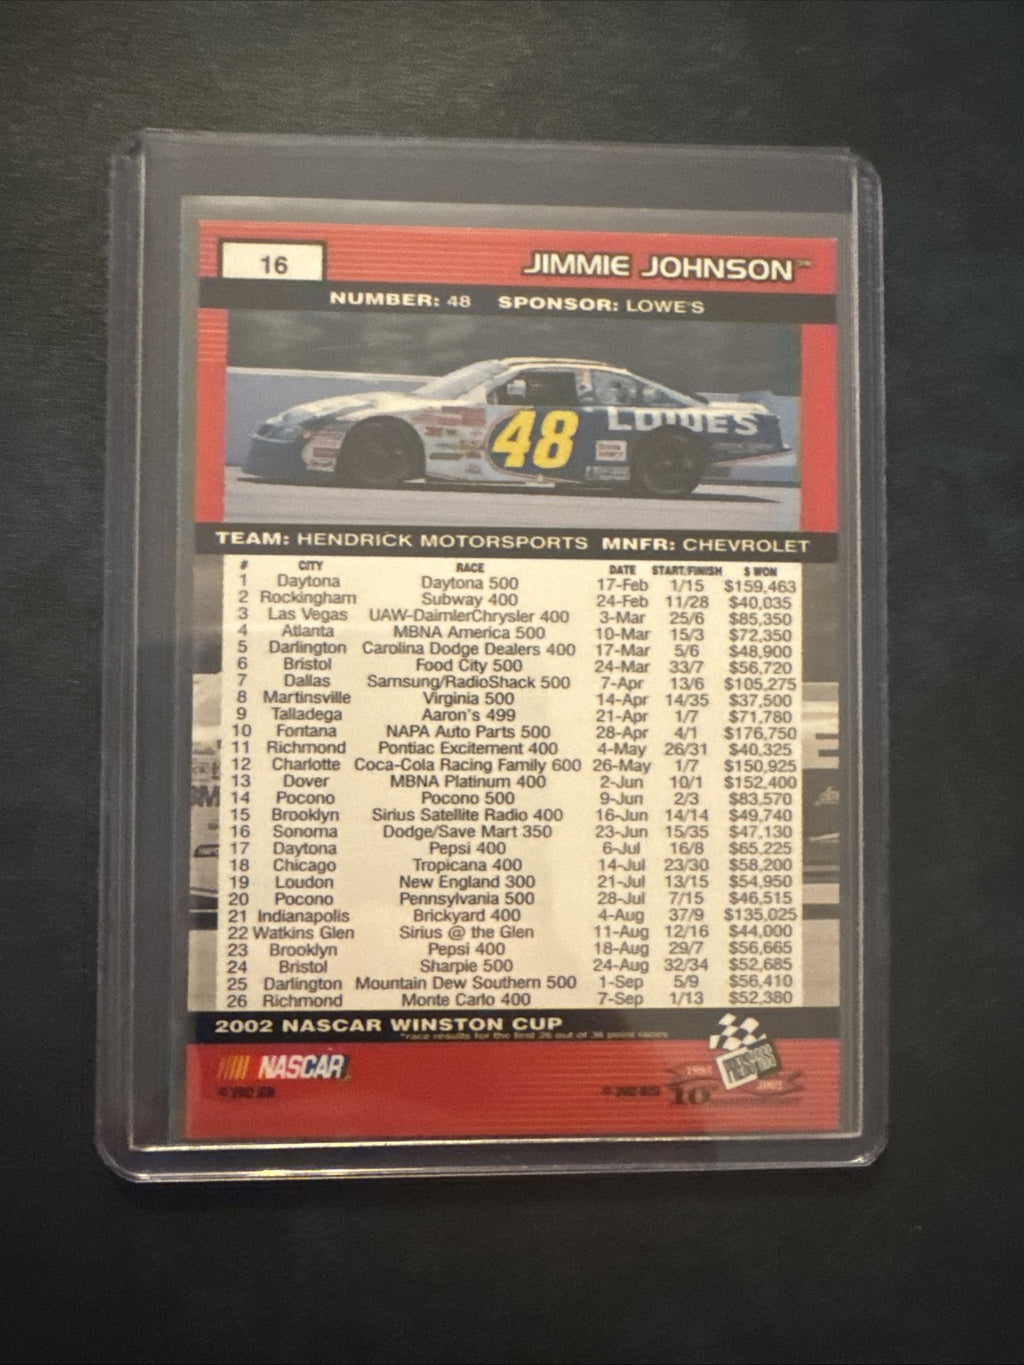 16
JIMMIE JOHNSON™
NUMBER: 48 SPONSOR: LOWE'S
48
LOWE'S
TEAM: HENDRICK MOTORSPORTS MNFR: CHEVROLET
# CITY RACE DATE START/FINISH $ WON
1 Daytona Daytona 500 17-Feb 1/15 $159,463
2 Rockingham Subway 400 24-Feb 11/28 $40,035
3 Las Vegas UAW-DaimlerChrysler 400 3-Mar 25/6 $85,350
4 Atlanta MBNA America 500 10-Mar 15/3 $72,350
5 Darlington Carolina Dodge Dealers 400 17-Mar 5/6 $48,900
6 Bristol Food City 500 24-Mar 33/7 $56,720
7 Dallas Samsung/RadioShack 500 7-Apr 13/6 $105,275
8 Martinsville Virginia 500 14-Apr 14/35 $37,500
9 Talladega Aaron's 499 21-Apr 1/7 $71,780
10 Fontana NAPA Auto Parts 500 28-Apr 4/1 $176,750
11 Richmond Pontiac Excitement 400 4-May 26/31 $40,325
12 Charlotte Coca-Cola Racing Family 600 26-May 1/7 $150,925
13 Dover MBNA Platinum 400 2-Jun 10/1 $152,400
14 Pocono Pocono 500 9-Jun 2/3 $83,570
15 Brooklyn Sirius Satellite Radio 400 16-Jun 14/14 $49,740
16 Sonoma Dodge/Save Mart 350 23-Jun 15/35 $47,130
17 Daytona Pepsi 400 6-Jul 16/8 $65,225
18 Chicago Tropicana 400 14-Jul 23/30 $58,200
19 Loudon New England 300 21-Jul 13/15 $54,950
20 Pocono Pennsylvania 500 28-Jul 7/15 $46,515
21 Indianapolis Brickyard 400 4-Aug 37/9 $135,025
22 Watkins Glen Sirius @ the Glen 11-Aug 12/16 $44,000
23 Brooklyn Pepsi 400 18-Aug 29/7 $56,665
24 Bristol Sharpie 500 24-Aug 32/34 $52,685
25 Darlington Mountain Dew Southern 500 1-Sep 5/9 $56,410
26 Richmond Monte Carlo 400 7-Sep 1/13 $52,380
2002 NASCAR WINSTON CUP
*race results for the first 26 out of 36 point races
NASCAR
10